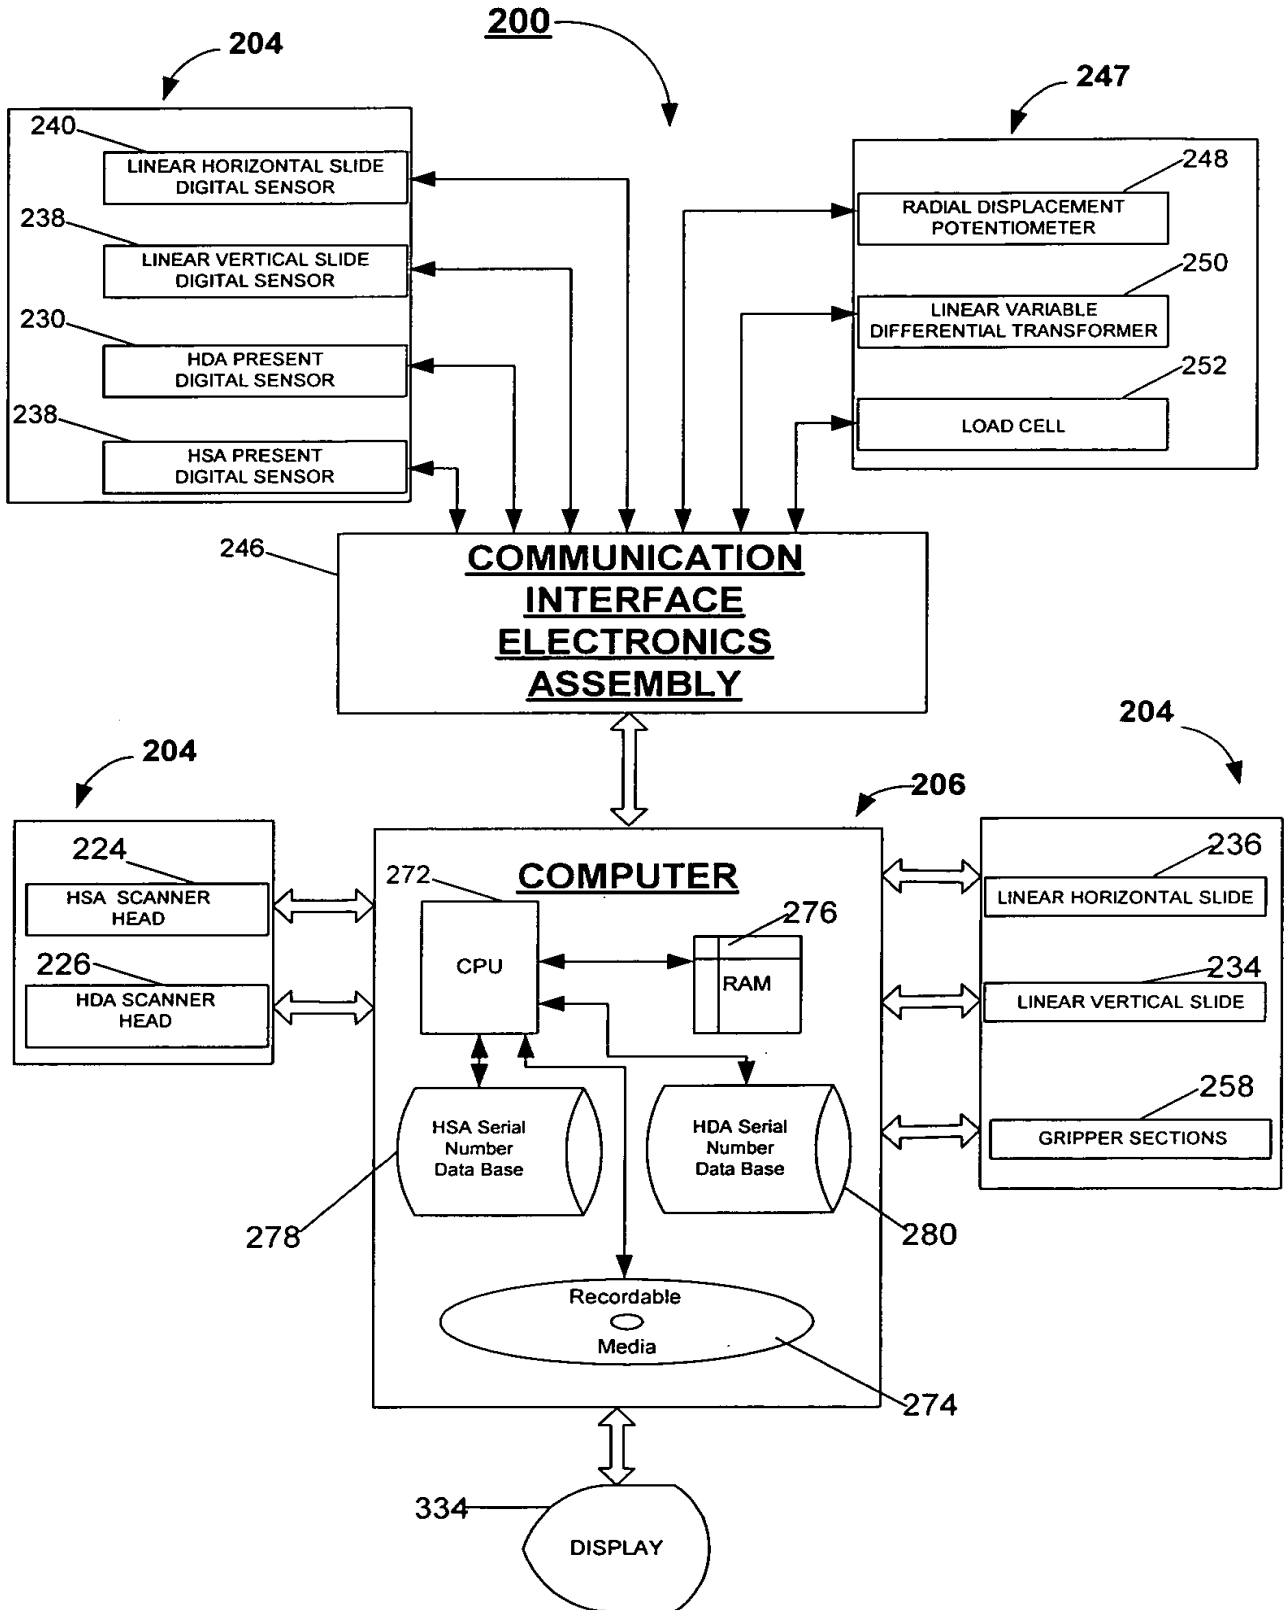 200
204
247
240
LINEAR HORIZONTAL SLIDE
DIGITAL SENSOR
238
LINEAR VERTICAL SLIDE
DIGITAL SENSOR
230
HDA PRESENT
DIGITAL SENSOR
238
HSA PRESENT
DIGITAL SENSOR
248
RADIAL DISPLACEMENT
POTENTIOMETER
250
LINEAR VARIABLE
DIFFERENTIAL TRANSFORMER
252
LOAD CELL
246
COMMUNICATION
INTERFACE
ELECTRONICS
ASSEMBLY
204
224
HSA SCANNER
HEAD
226
HDA SCANNER
HEAD
206
COMPUTER
272
CPU
276
RAM
HSA Serial
Number
Data Base
278
HDA Serial
Number
Data Base
280
Recordable
Media
274
204
236
LINEAR HORIZONTAL SLIDE
234
LINEAR VERTICAL SLIDE
258
GRIPPER SECTIONS
334
DISPLAY